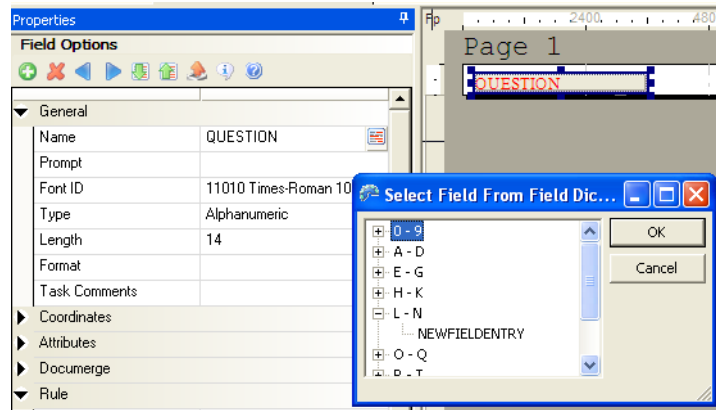 Properties
Field Options
General
Name QUESTION
Prompt
Font ID 11010 Times-Roman 10
Type Alphanumeric
Length 14
Format
Task Comments
Coordinates
Attributes
Documerge
Rule
Fp 2400 480
Page 1
QUESTION
Select Field From Field Dic...
0 - 9
A - D
E - G
H - K
L - N
NEWFIELDENTRY
O - Q
R - T
OK
Cancel